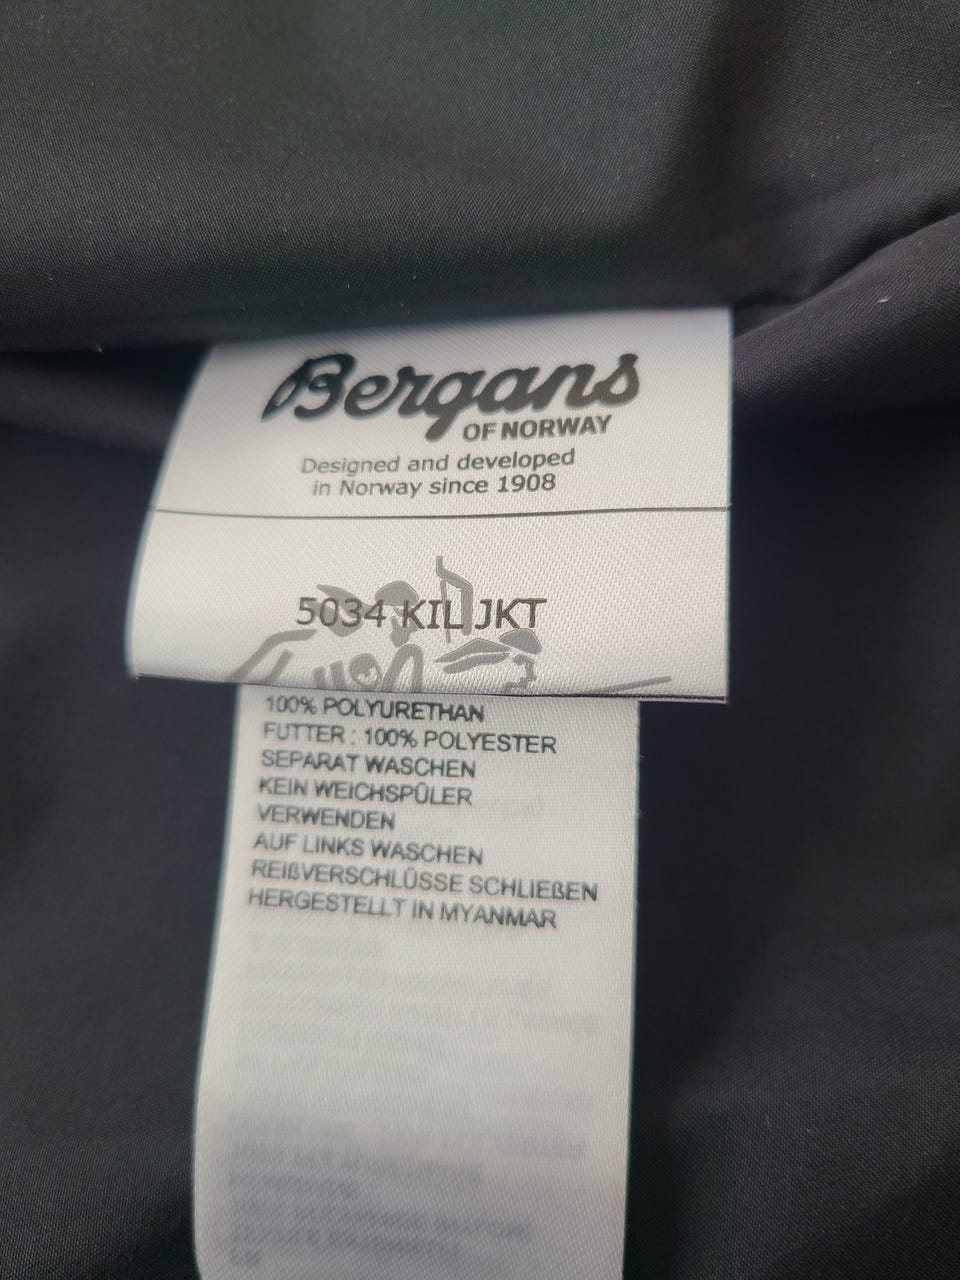 Bergans
OF NORWAY
Designed and developed
in Norway since 1908
5034 KIL JKT
100% POLYURETHAN
FUTTER : 100% POLYESTER
SEPARAT WASCHEN
KEIN WEICHSPÜLER
VERWENDEN
AUF LINKS WASCHEN
REIßVERSCHLÜSSE SCHLIEßEN
HERGESTELLT IN MYANMAR